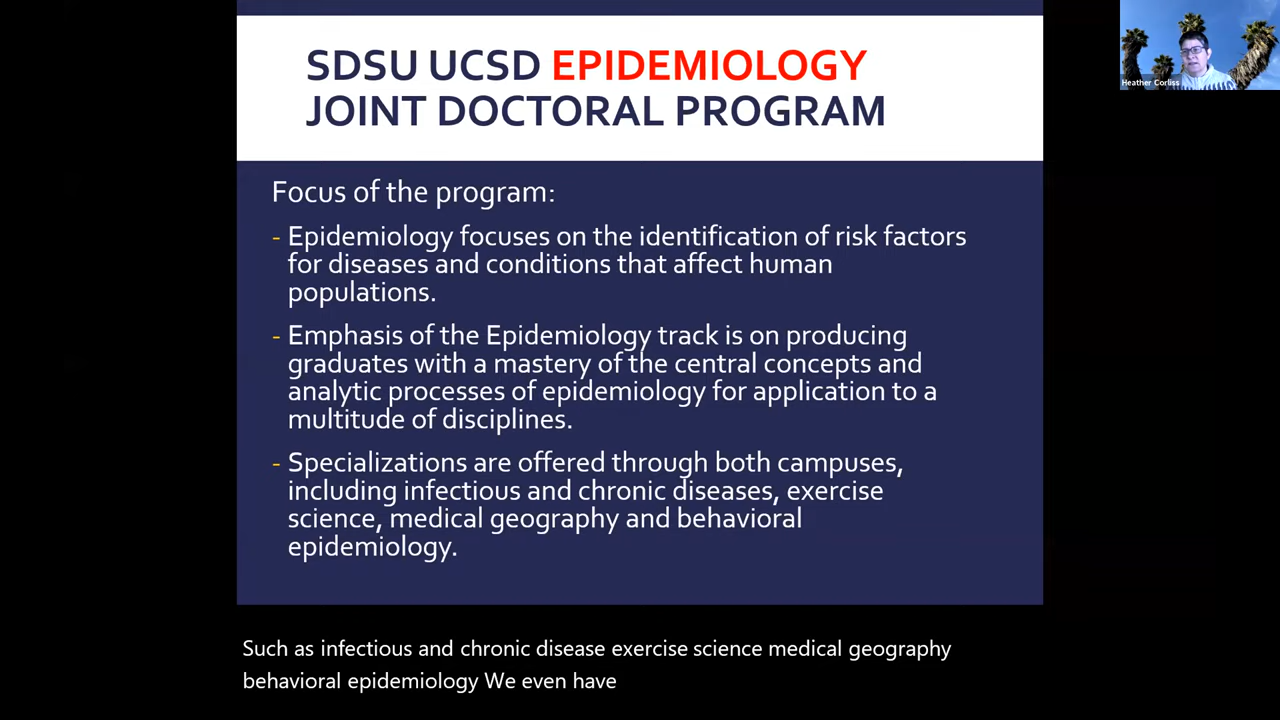 SDSU UCSD EPIDEMIOLOGY
JOINT DOCTORAL PROGRAM
Heather Corliss
Focus of the program:
- Epidemiology focuses on the identification of risk factors
for diseases and conditions that affect human
populations.
- Emphasis of the Epidemiology track is on producing
graduates with a mastery of the central concepts and
analytic processes of epidemiology for application to a
multitude of disciplines.
- Specializations are offered through both campuses,
including infectious and chronic diseases, exercise
science, medical geography and behavioral
epidemiology.
Such as infectious and chronic disease exercise science medical geography
behavioral epidemiology We even have